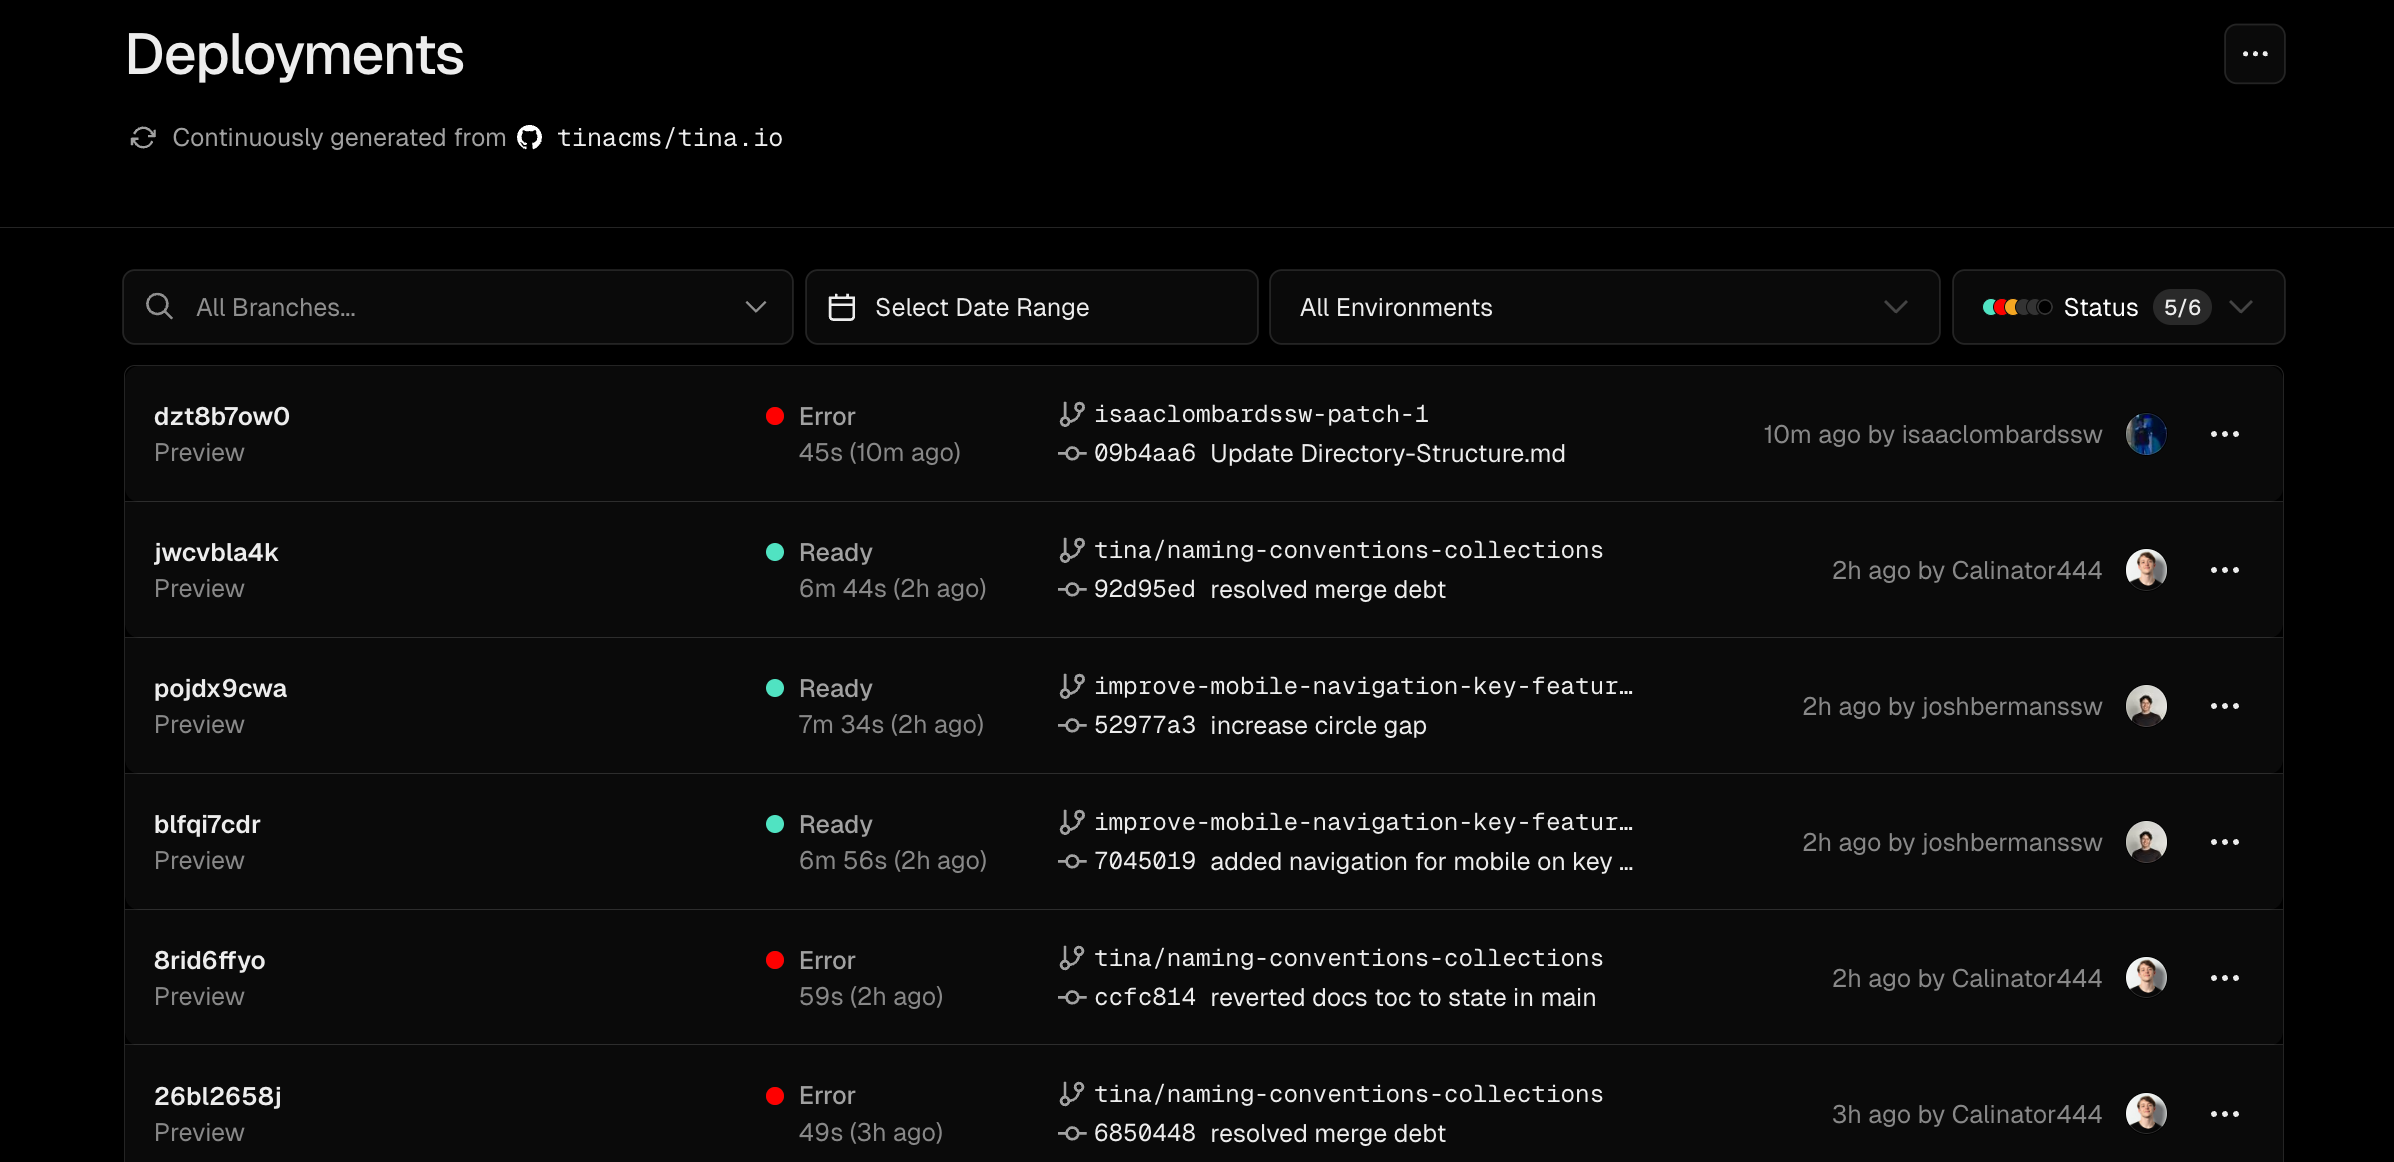 Deployments
Continuously generated from tinacms/tina.io
All Branches...
Select Date Range
All Environments
Status 5/6
dzt8b7ow0
Preview
Error
45s (10m ago)
isaaclombardssw-patch-1
09b4aa6 Update Directory-Structure.md
10m ago by isaaclombardssw
jwcvbla4k
Preview
Ready
6m 44s (2h ago)
tina/naming-conventions-collections
92d95ed resolved merge debt
2h ago by Calinator444
pojdx9cwa
Preview
Ready
7m 34s (2h ago)
improve-mobile-navigation-key-featur...
52977a3 increase circle gap
2h ago by joshbermanssw
blfqi7cdr
Preview
Ready
6m 56s (2h ago)
improve-mobile-navigation-key-featur...
7045019 added navigation for mobile on key ...
2h ago by joshbermanssw
8rid6ffyo
Preview
Error
59s (2h ago)
tina/naming-conventions-collections
ccfc814 reverted docs toc to state in main
2h ago by Calinator444
26bl2658j
Preview
Error
49s (3h ago)
tina/naming-conventions-collections
6850448 resolved merge debt
3h ago by Calinator444